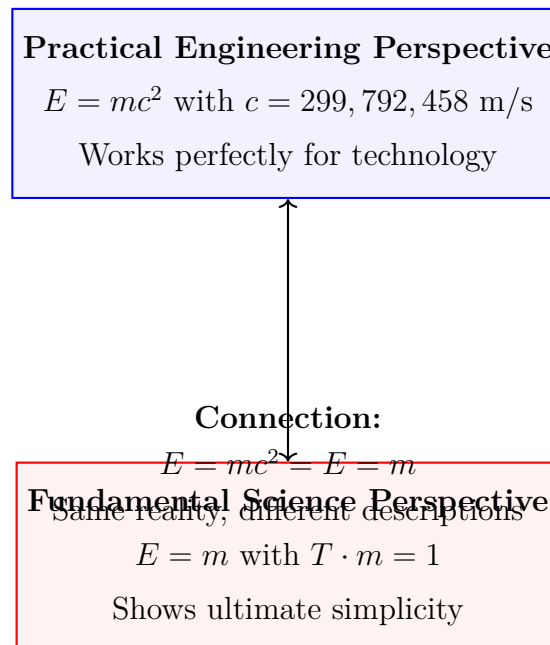 Practical Engineering Perspective
E = mc² with c = 299,792,458 m/s
Works perfectly for technology
Connection:
E = mc² = E = m
Fundamental Science Perspective
Same reality, different descriptions
E = m with T · m = 1
Shows ultimate simplicity